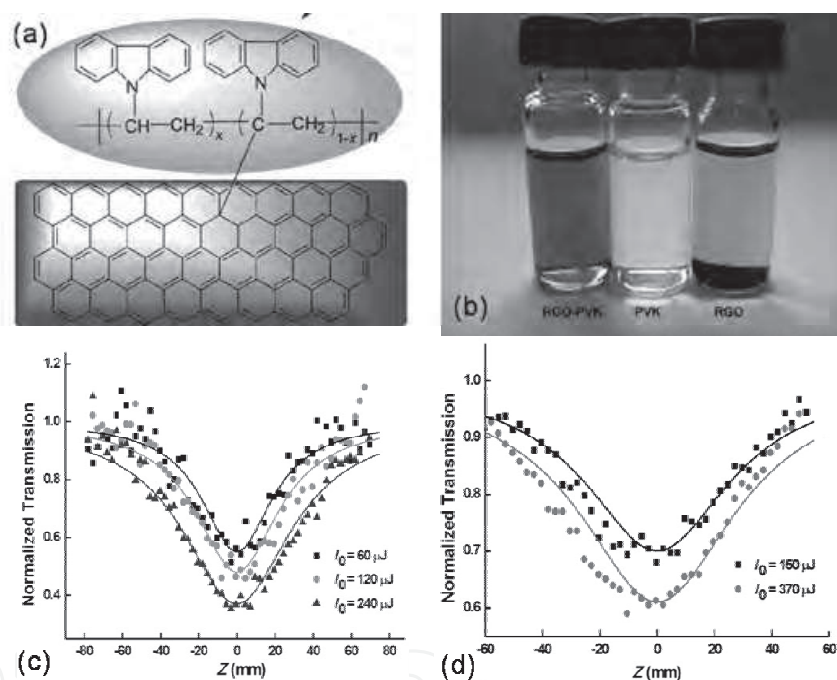 (a)
N
N
CH—CH₂
x
C—CH₂
1-x
n
(b)
RGO-PVK PVK RGO
1.2
1.0
0.8
0.6
0.4
Normalized Transmission
I₀ = 60 μJ
I₀ = 120 μJ
I₀ = 240 μJ
-80 -60 -40 -20 0 20 40 60 80
Z (mm)
(c)
1.0
0.9
0.8
0.7
0.6
Normalized Transmission
I₀ = 150 μJ
I₀ = 370 μJ
-60 -40 -20 0 20 40 60
Z (mm)
(d)